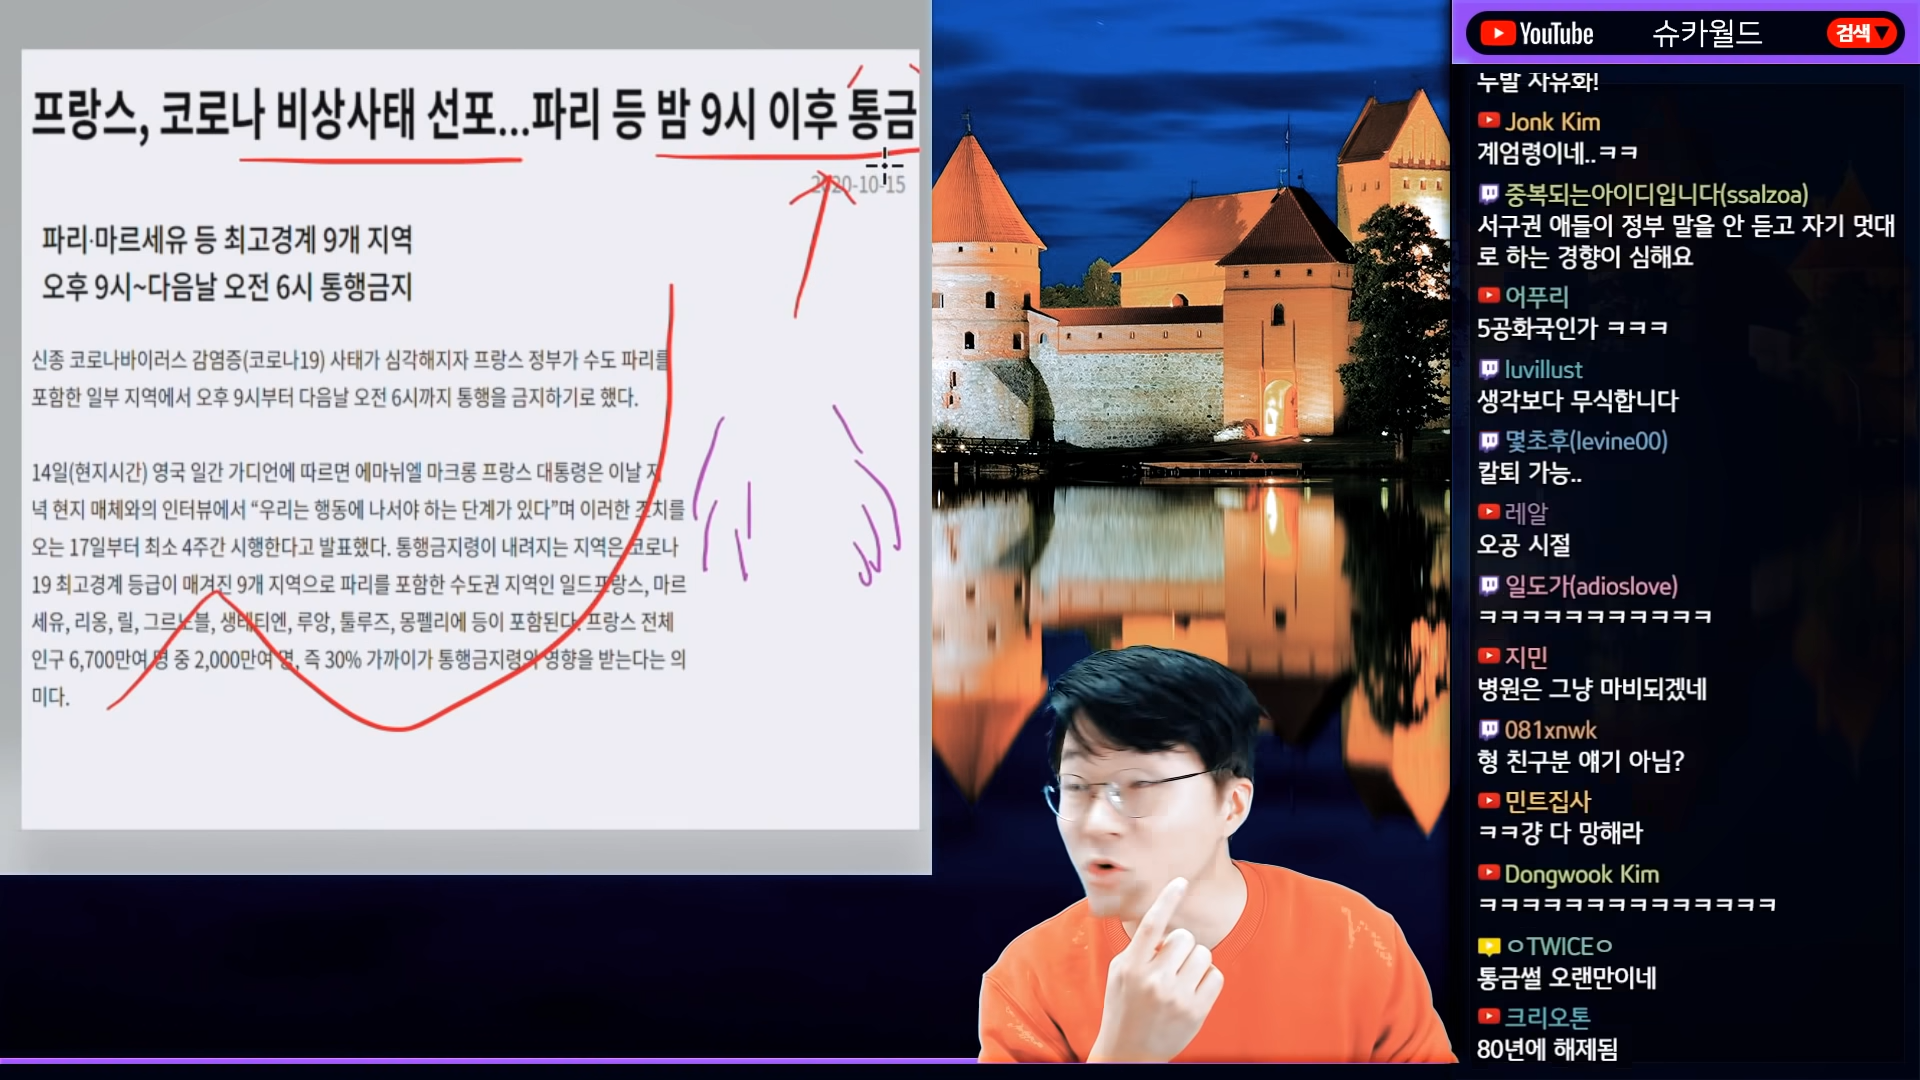 프랑스, 코로나 비상사태 선포...파리 등 밤 9시 이후 통금
2020-10-15
파리·마르세유 등 최고경계 9개 지역
오후 9시~다음날 오전 6시 통행금지
신종 코로나바이러스 감염증(코로나19) 사태가 심각해지자 프랑스 정부가 수도 파리를
포함한 일부 지역에서 오후 9시부터 다음날 오전 6시까지 통행을 금지하기로 했다.
14일(현지시간) 영국 일간 가디언에 따르면 에마뉘엘 마크롱 프랑스 대통령은 이날 저
녁 현지 매체와의 인터뷰에서 “우리는 행동에 나서야 하는 단계가 있다”며 이러한 조치를
오는 17일부터 최소 4주간 시행한다고 발표했다. 통행금지령이 내려지는 지역은 코로나
19 최고경계 등급이 매겨진 9개 지역으로 파리를 포함한 수도권 지역인 일드프랑스, 마르
세유, 리옹, 릴, 그르노블, 생테티엔, 루앙, 툴루즈, 몽펠리에 등이 포함된다. 프랑스 전체
인구 6,700만여 명 중 2,000만여 명, 즉 30% 가까이가 통행금지령의 영향을 받는다는 의
미다.
YouTube 슈카월드 검색▼
두발 자유화!
Jonk Kim
계엄령이네..ㅋㅋ
중복되는아이디입니다(ssalzoa)
서구권 애들이 정부 말을 안 듣고 자기 멋대
로 하는 경향이 심해요
어푸리
5공화국인가 ㅋㅋㅋ
luvillust
생각보다 무식합니다
몇초후(levine00)
칼퇴 가능..
레알
오공 시절
일도가(adioslove)
ㅋㅋㅋㅋㅋㅋㅋㅋㅋㅋㅋ
지민
병원은 그냥 마비되겠네
081xnwk
형 친구분 얘기 아님?
민트집사
ㅋㅋ걍 다 망해라
Dongwook Kim
ㅋㅋㅋㅋㅋㅋㅋㅋㅋㅋㅋㅋㅋㅋ
ㅇTWICEㅇ
통금썰 오랜만이네
크리오톤
80년에 해제됨